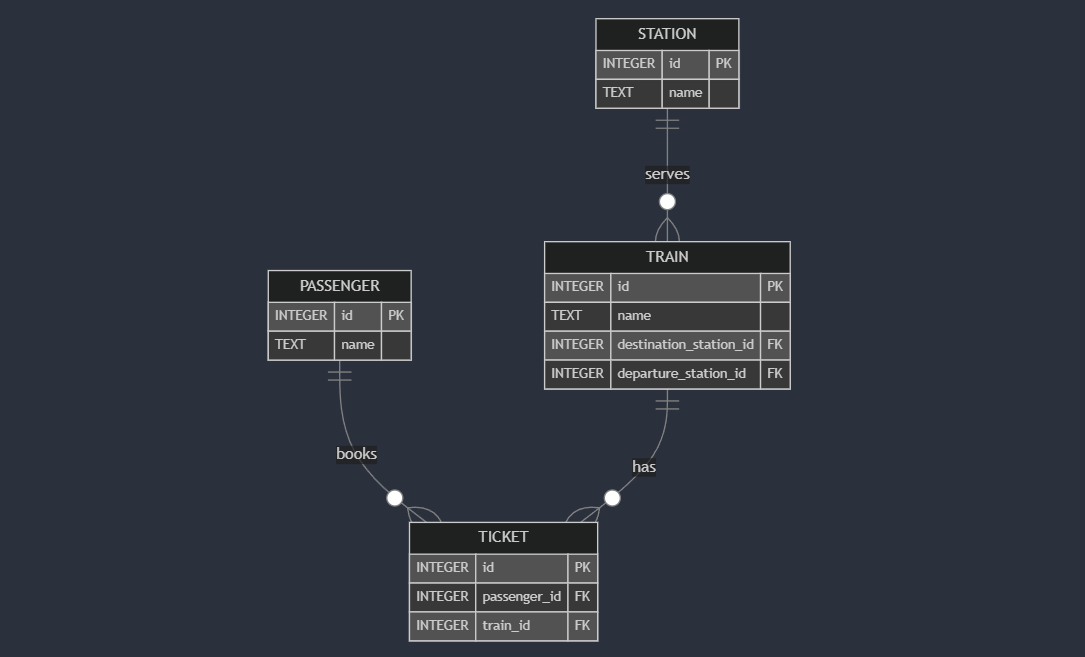 STATION
INTEGER id PK
TEXT name
serves
TRAIN
INTEGER id PK
TEXT name
INTEGER destination_station_id FK
INTEGER departure_station_id FK
PASSENGER
INTEGER id PK
TEXT name
books
has
TICKET
INTEGER id PK
INTEGER passenger_id FK
INTEGER train_id FK